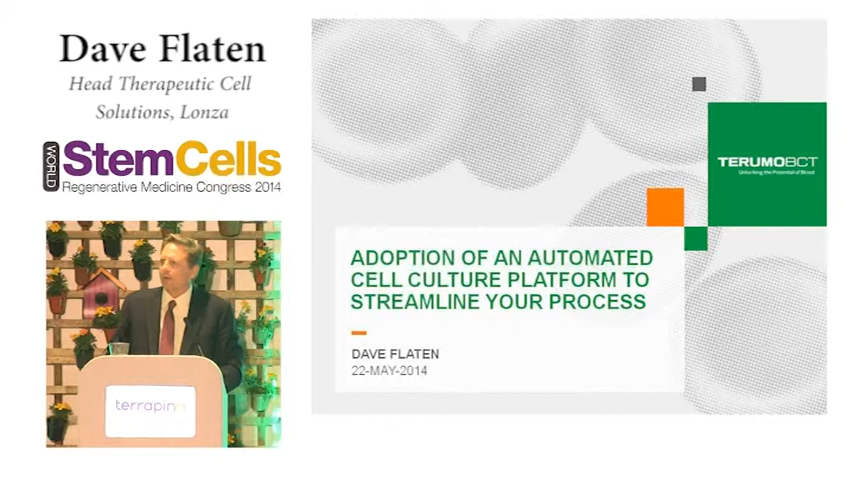 Dave Flaten
Head Therapeutic Cell
Solutions, Lonza
WORLD
StemCells
Regenerative Medicine Congress 2014
terrapinn
TERUMOBCT
Unlocking the Potential of Blood
ADOPTION OF AN AUTOMATED
CELL CULTURE PLATFORM TO
STREAMLINE YOUR PROCESS
DAVE FLATEN
22-MAY-2014